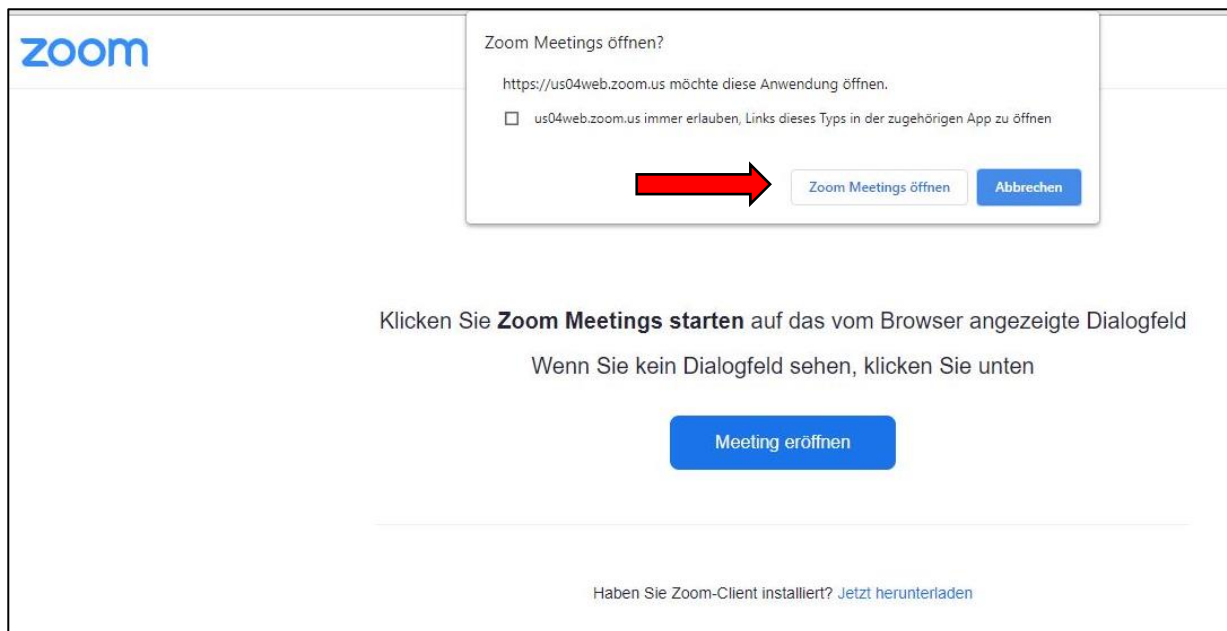 zoom
Zoom Meetings öffnen?
https://us04web.zoom.us möchte diese Anwendung öffnen.
us04web.zoom.us immer erlauben, Links dieses Typs in der zugehörigen App zu öffnen
Zoom Meetings öffnen Abbrechen
Klicken Sie Zoom Meetings starten auf das vom Browser angezeigte Dialogfeld
Wenn Sie kein Dialogfeld sehen, klicken Sie unten
Meeting eröffnen
Haben Sie Zoom-Client installiert? Jetzt herunterladen